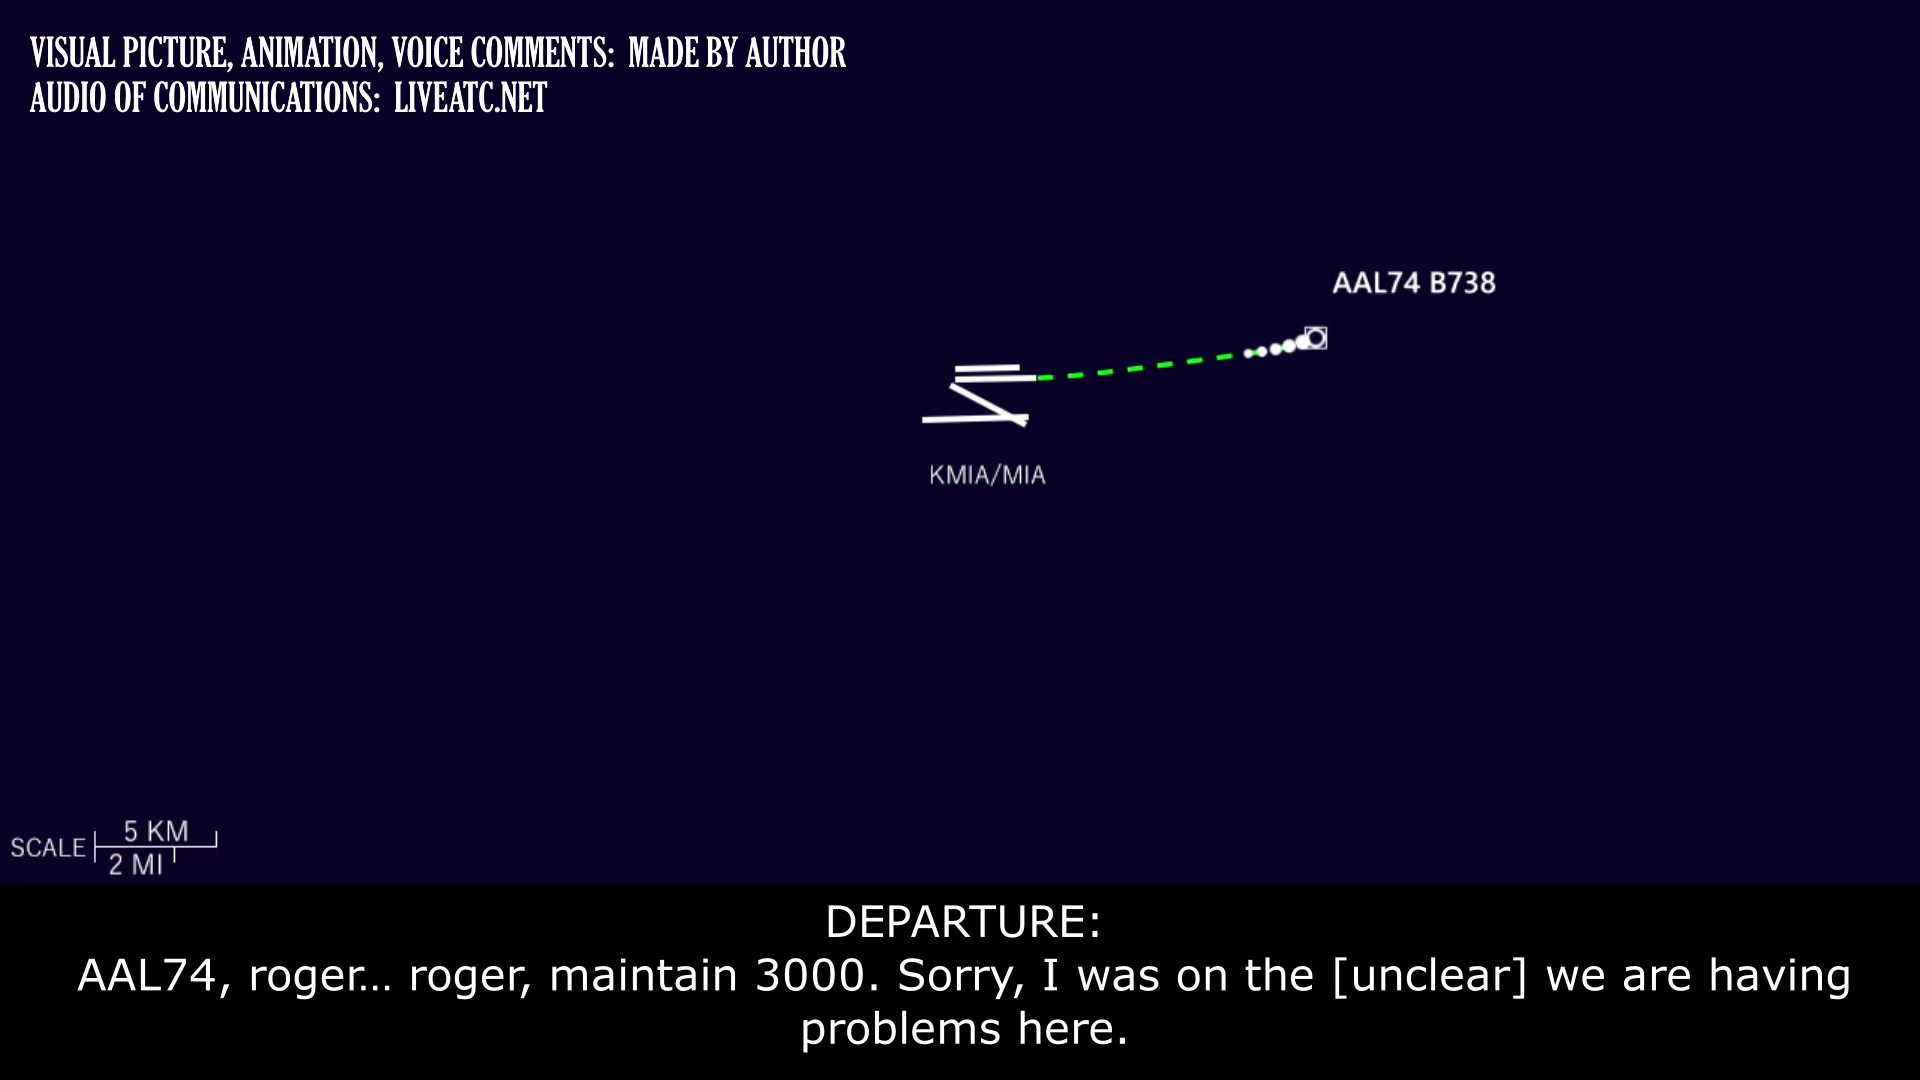 VISUAL PICTURE, ANIMATION, VOICE COMMENTS: MADE BY AUTHOR
AUDIO OF COMMUNICATIONS: LIVEATC.NET
AAL74 B738
KMIA/MIA
5 KM
SCALE
2 MI
DEPARTURE:
AAL74, roger... roger, maintain 3000. Sorry, I was on the [unclear] we are having
problems here.